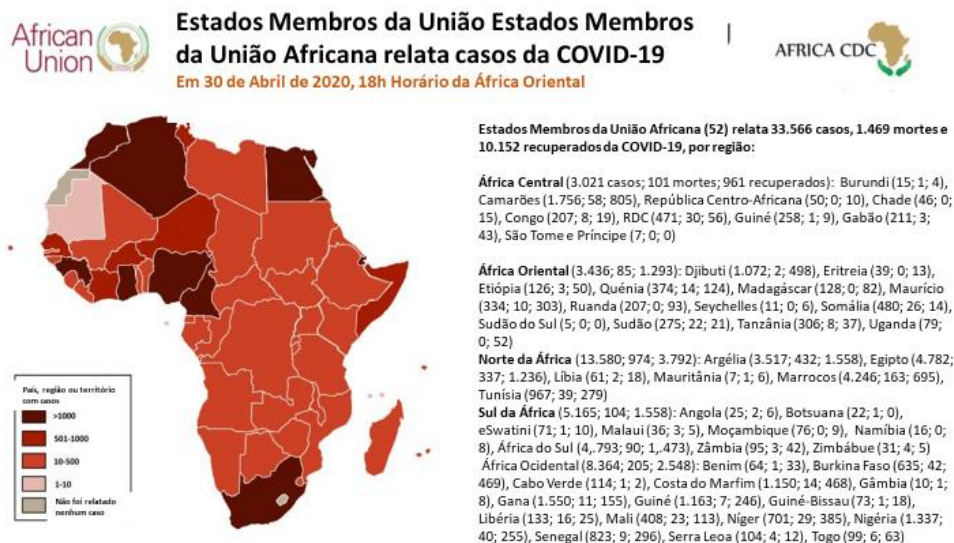 African
Union
Estados Membros da União Estados Membros
da União Africana relata casos da COVID-19
Em 30 de Abril de 2020, 18h Horário da África Oriental
AFRICA CDC
Estados Membros da União Africana (52) relata 33.566 casos, 1.469 mortes e
10.152 recuperados da COVID-19, por região:
África Central (3.021 casos; 101 mortes; 961 recuperados): Burundi (15; 1; 4),
Camarões (1.756; 58; 805), República Centro-Africana (50; 0; 10), Chade (46; 0;
15), Congo (207; 8; 19), RDC (471; 30; 56), Guiné (258; 1; 9), Gabão (211; 3;
43), São Tome e Príncipe (7; 0; 0)
África Oriental (3.436; 85; 1.293): Djibuti (1.072; 2; 498), Eritreia (39; 0; 13),
Etiópia (126; 3; 50), Quénia (374; 14; 124), Madagáscar (128; 0; 82), Maurício
(334; 10; 303), Ruanda (207; 0; 93), Seychelles (11; 0; 6), Somália (480; 26; 14),
Sudão do Sul (5; 0; 0), Sudão (275; 22; 21), Tanzânia (306; 8; 37), Uganda (79;
0; 52)
Norte da África (13.580; 974; 3.792): Argélia (3.517; 432; 1.558), Egipto (4.782;
337; 1.236), Líbia (61; 2; 18), Mauritânia (7; 1; 6), Marrocos (4.246; 163; 695),
Tunísia (967; 39; 279)
Sul da África (5.165; 104; 1.558): Angola (25; 2; 6), Botsuana (22; 1; 0),
eSwatini (71; 1; 10), Malaui (36; 3; 5), Moçambique (76; 0; 9), Namíbia (16; 0;
8), África do Sul (4,.793; 90; 1,.473), Zâmbia (95; 3; 42), Zimbábue (31; 4; 5)
África Ocidental (8.364; 205; 2.548): Benim (64; 1; 33), Burkina Faso (635; 42;
469), Cabo Verde (114; 1; 2), Costa do Marfim (1.150; 14; 468), Gâmbia (10; 1;
8), Gana (1.550; 11; 155), Guiné (1.163; 7; 246), Guiné-Bissau (73; 1; 18),
Libéria (133; 16; 25), Mali (408; 23; 113), Níger (701; 29; 385), Nigéria (1.337;
40; 255), Senegal (823; 9; 296), Serra Leoa (104; 4; 12), Togo (99; 6; 63)
País, região ou território
com casos
>1000
501-1000
10-500
1-10
Não foi relatado
nenhum caso